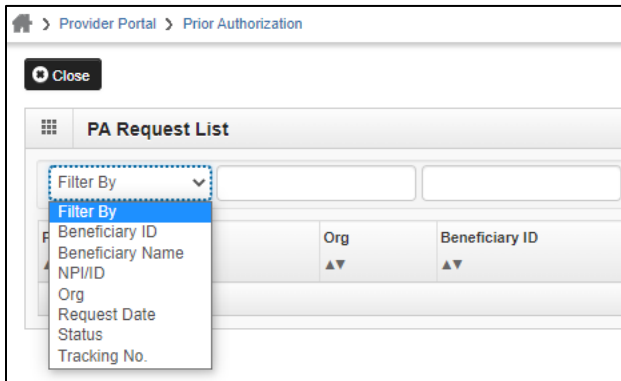 Provider Portal > Prior Authorization
Close
PA Request List
Filter By
Filter By
Beneficiary ID
Beneficiary Name
NPI/ID
Org
Request Date
Status
Tracking No.
Org
Beneficiary ID